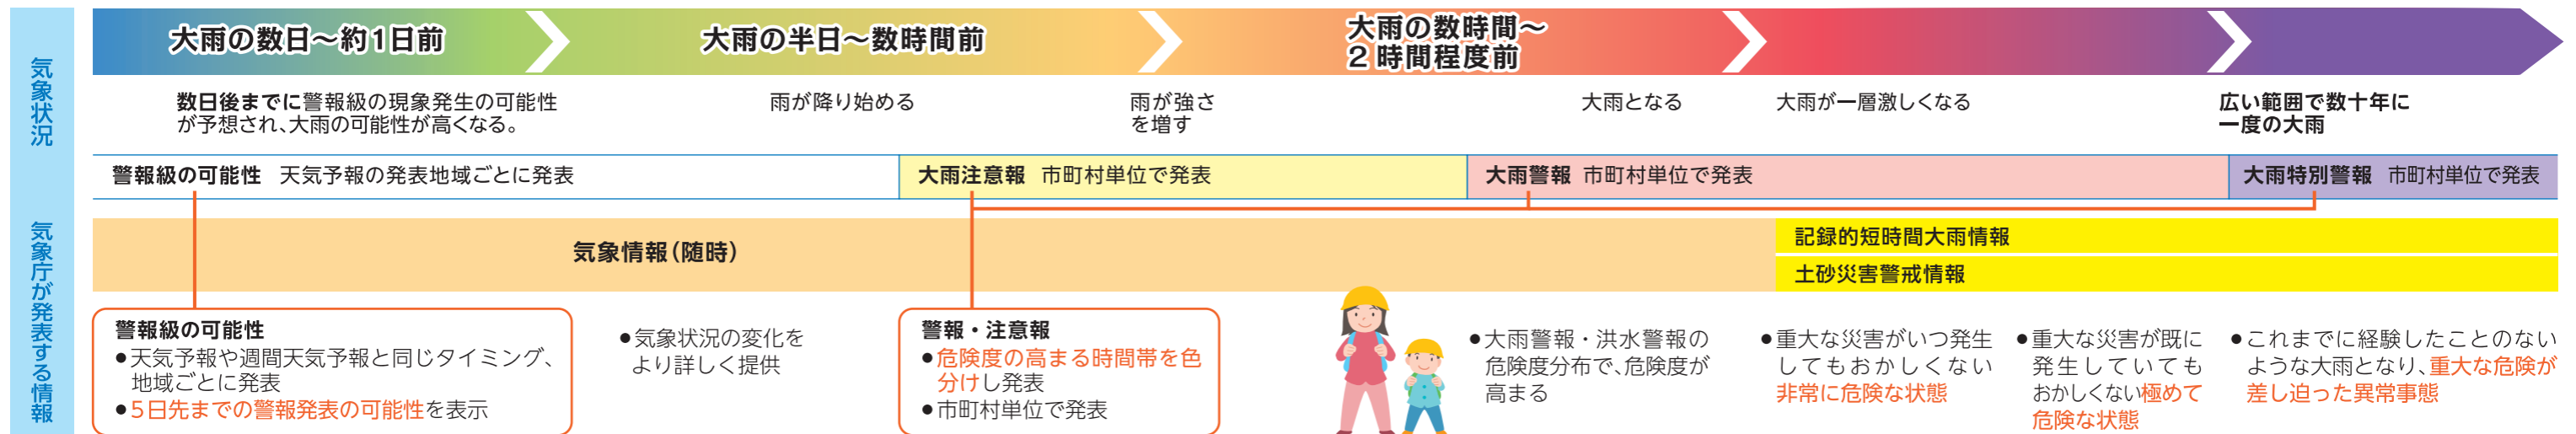 気象状況
大雨の数日～約1日前
大雨の半日～数時間前
大雨の数時間～
2時間程度前
数日後までに警報級の現象発生の可能性
が予想され、大雨の可能性が高くなる。
雨が降り始める
雨が強さ
を増す
大雨となる
大雨が一層激しくなる
広い範囲で数十年に
一度の大雨
気象庁が発表する情報
警報級の可能性 天気予報の発表地域ごとに発表
大雨注意報 市町村単位で発表
大雨警報 市町村単位で発表
大雨特別警報 市町村単位で発表
気象情報(随時)
記録的短時間大雨情報
土砂災害警戒情報
警報級の可能性
●天気予報や週間天気予報と同じタイミング、
地域ごとに発表
●5日先までの警報発表の可能性を表示
●気象状況の変化を
より詳しく提供
警報・注意報
●危険度の高まる時間帯を色
分けし発表
●市町村単位で発表
●大雨警報・洪水警報の
危険度分布で、危険度が
高まる
●重大な災害がいつ発生
してもおかしくない
非常に危険な状態
●重大な災害が既に
発生していても
おかしくない極めて
危険な状態
●これまでに経験したことのない
ような大雨となり、重大な危険が
差し迫った異常事態